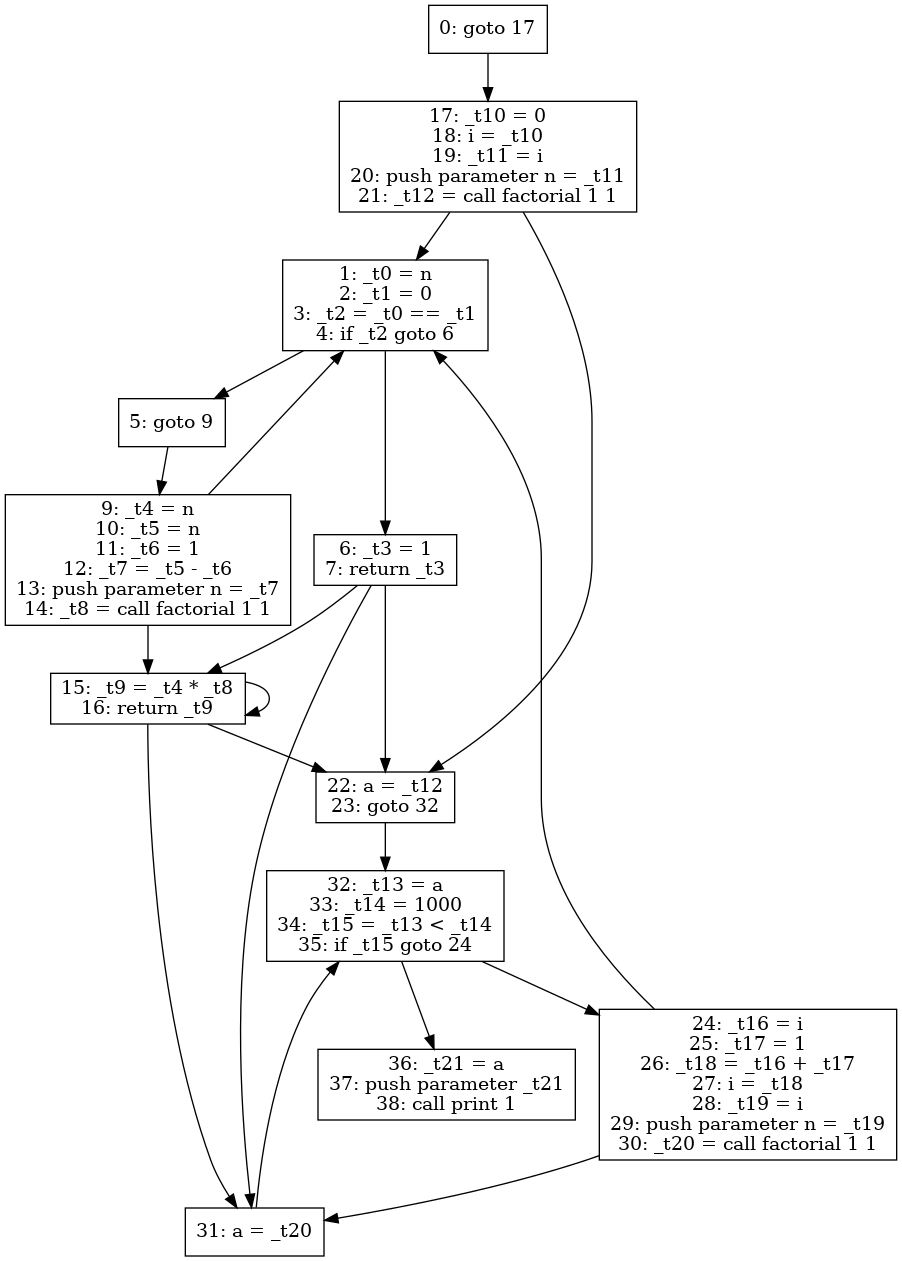 0: goto 17
17: _t10 = 0
18: i = _t10
19: _t11 = i
20: push parameter n = _t11
21: _t12 = call factorial 1 1
1: _t0 = n
2: _t1 = 0
3: _t2 = _t0 == _t1
4: if _t2 goto 6
5: goto 9
9: _t4 = n
10: _t5 = n
11: _t6 = 1
12: _t7 = _t5 - _t6
13: push parameter n = _t7
14: _t8 = call factorial 1 1
6: _t3 = 1
7: return _t3
15: _t9 = _t4 * _t8
16: return _t9
22: a = _t12
23: goto 32
32: _t13 = a
33: _t14 = 1000
34: _t15 = _t13 < _t14
35: if _t15 goto 24
24: _t16 = i
25: _t17 = 1
26: _t18 = _t16 + _t17
27: i = _t18
28: _t19 = i
29: push parameter n = _t19
30: _t20 = call factorial 1 1
36: _t21 = a
37: push parameter _t21
38: call print 1
31: a = _t20